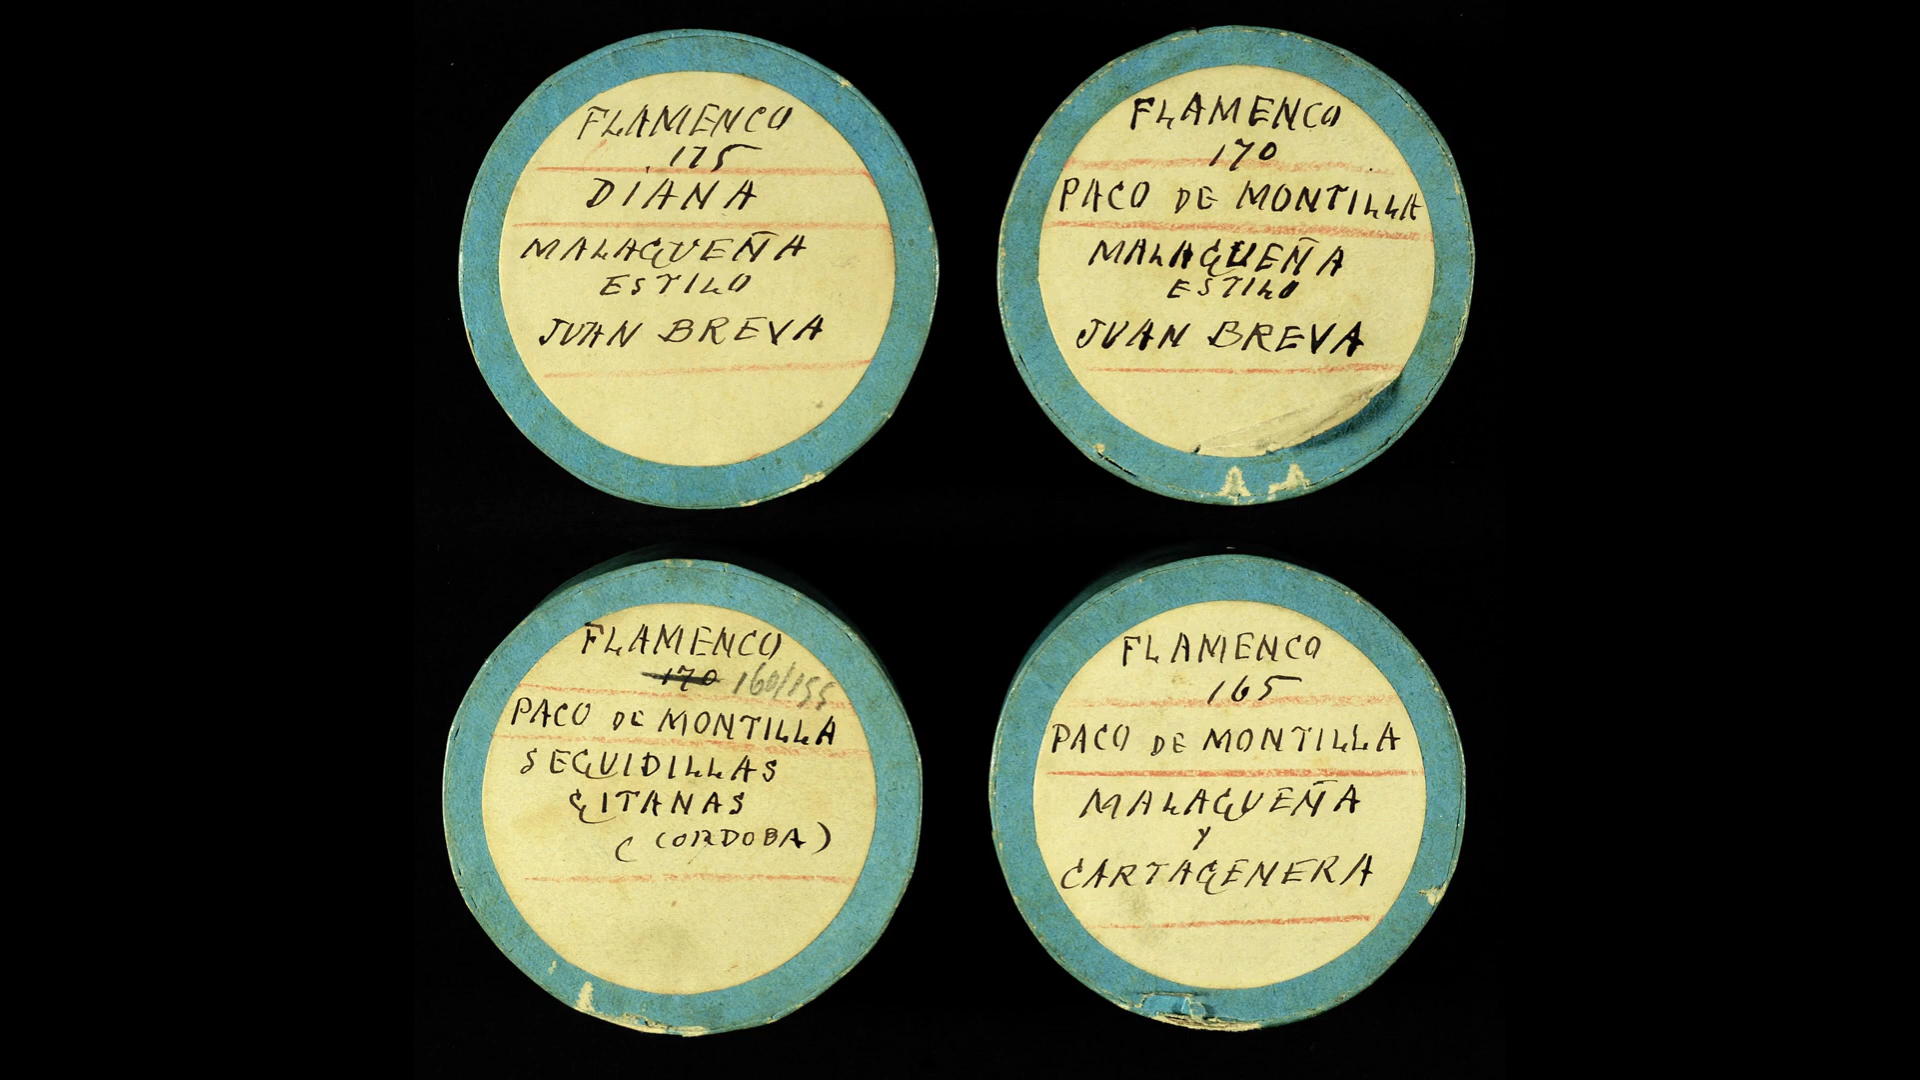 FLAMENCO
175
DIANA
MALAGUEÑA
ESTILO
JUAN BREVA
FLAMENCO
170
PACO DE MONTILLA
MALAGUEÑA
ESTILO
JUAN BREVA
FLAMENCO
170 160/155
PACO DE MONTILLA
SEGUIDILLAS
GITANAS
(CORDOBA)
FLAMENCO
165
PACO DE MONTILLA
MALAGUEÑA
Y
CARTAGENERA